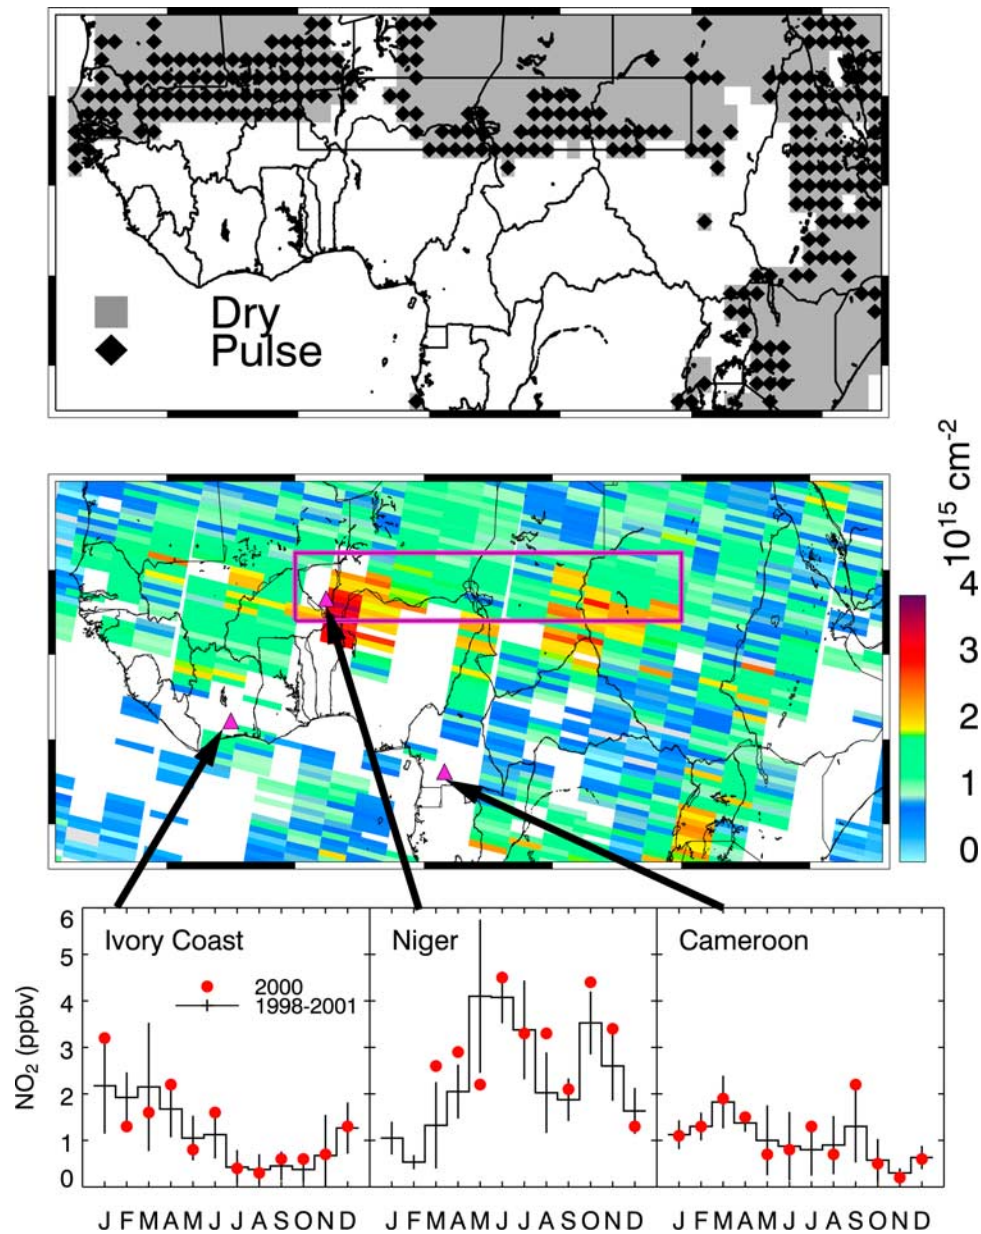 Dry
Pulse
10¹⁵ cm⁻²
4
3
2
1
0
6
5
4
3
2
1
0
NO₂ (ppbv)
Ivory Coast
2000
1998-2001
Niger
Cameroon
J F M A M J J A S O N D J F M A M J J A S O N D J F M A M J J A S O N D